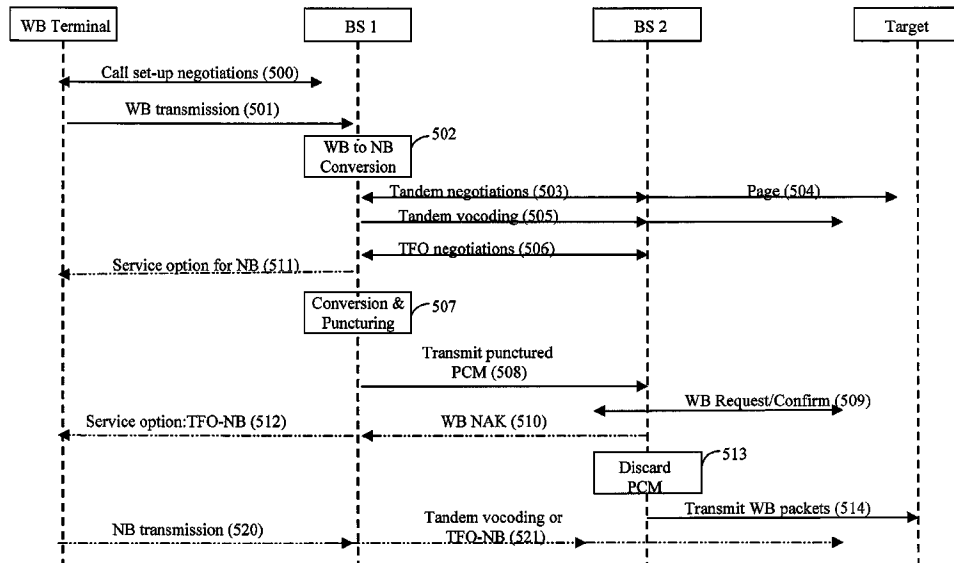 WB Terminal
BS 1
BS 2
Target
Call set-up negotiations (500)
WB transmission (501)
502
WB to NB
Conversion
Tandem negotiations (503)
Page (504)
Tandem vocoding (505)
TFO negotiations (506)
Service option for NB (511)
Conversion &
Puncturing
507
Transmit punctured
PCM (508)
WB Request/Confirm (509)
Service option:TFO-NB (512)
WB NAK (510)
513
Discard
PCM
Transmit WB packets (514)
NB transmission (520)
Tandem vocoding or
TFO-NB (521)